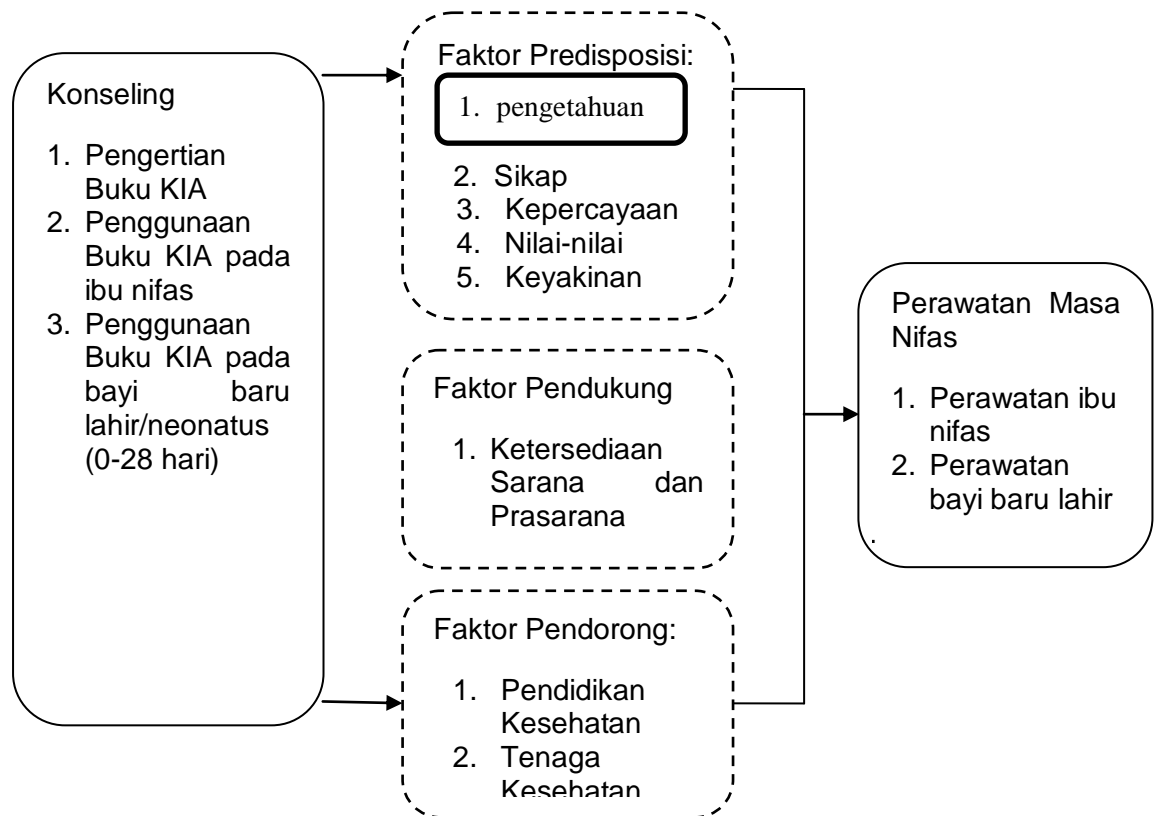 Konseling
1. Pengertian
Buku KIA
2. Penggunaan
Buku KIA pada
ibu nifas
3. Penggunaan
Buku KIA pada
bayi baru
lahir/neonatus
(0-28 hari)
Faktor Predisposisi:
1. pengetahuan
2. Sikap
3. Kepercayaan
4. Nilai-nilai
5. Keyakinan
Faktor Pendukung
1. Ketersediaan
Sarana dan
Prasarana
Faktor Pendorong:
1. Pendidikan
Kesehatan
2. Tenaga
Kesehatan
Perawatan Masa
Nifas
1. Perawatan ibu
nifas
2. Perawatan
bayi baru lahir
.